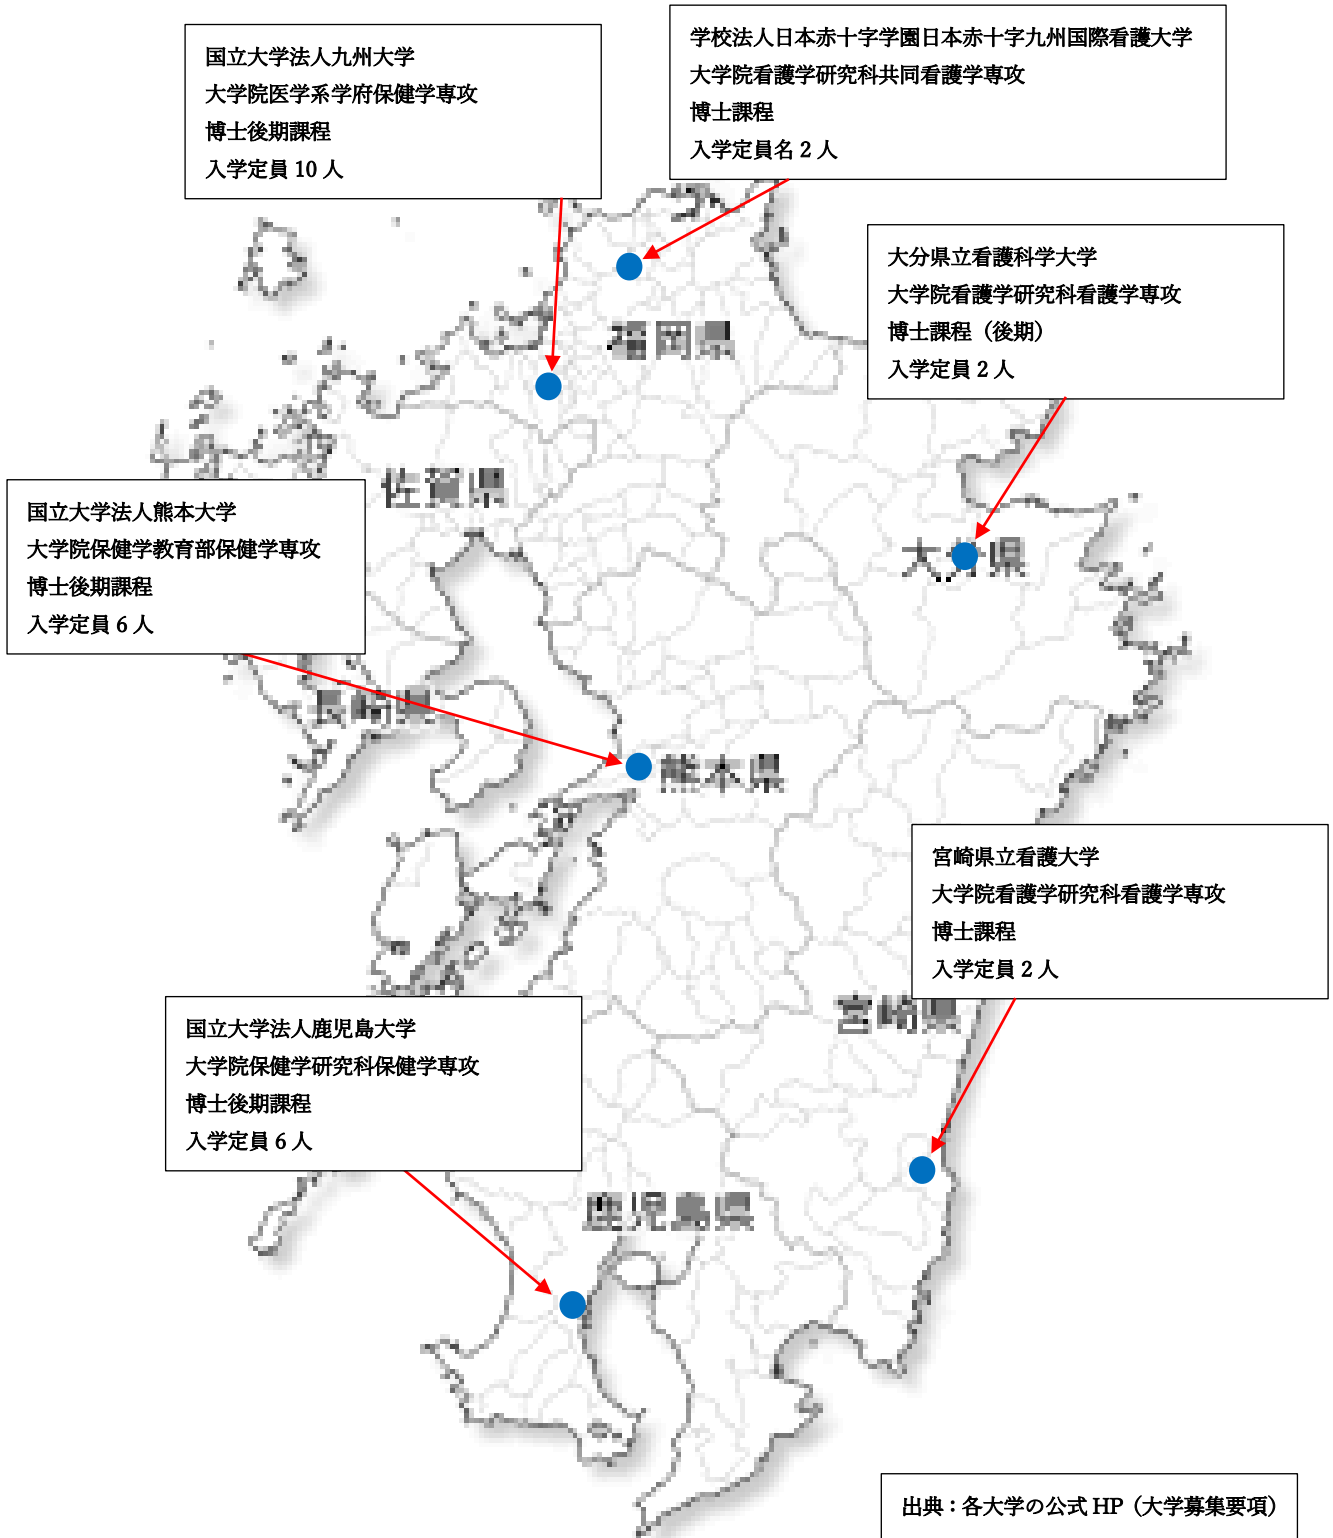 国立大学法人九州大学
大学院医学系学府保健学専攻
博士後期課程
入学定員 10 人
学校法人日本赤十字学園日本赤十字九州国際看護大学
大学院看護学研究科共同看護学専攻
博士課程
入学定員名 2 人
大分県立看護科学大学
大学院看護学研究科看護学専攻
博士課程（後期）
入学定員 2 人
福岡県
佐賀県
国立大学法人熊本大学
大学院保健学教育部保健学専攻
博士後期課程
入学定員 6 人
大分県
長崎県
熊本県
宮崎県立看護大学
大学院看護学研究科看護学専攻
博士課程
入学定員 2 人
宮崎県
国立大学法人鹿児島大学
大学院保健学研究科保健学専攻
博士後期課程
入学定員 6 人
鹿児島県
出典：各大学の公式 HP（大学募集要項）